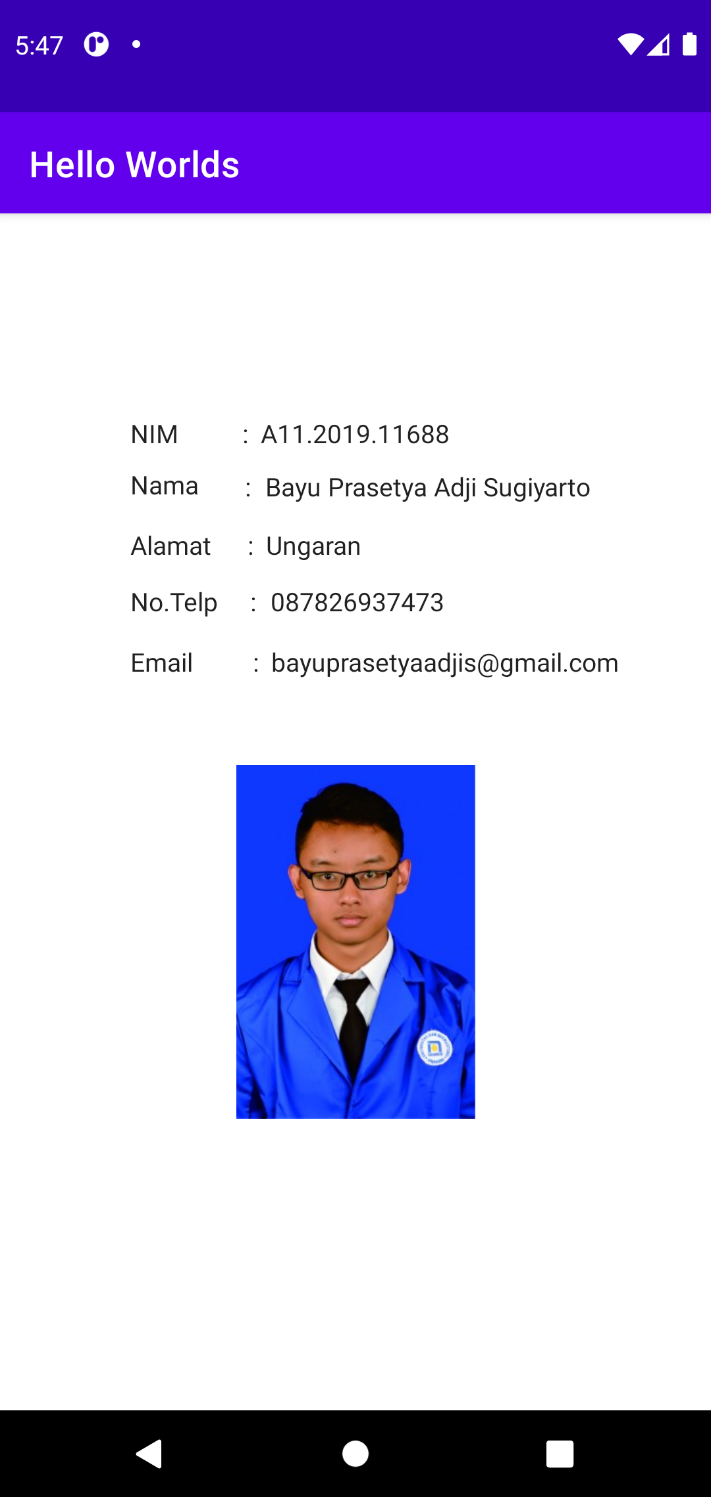 5:47
Hello Worlds
NIM : A11.2019.11688
Nama : Bayu Prasetya Adji Sugiyarto
Alamat : Ungaran
No.Telp : 087826937473
Email : bayuprasetyaadjis@gmail.com